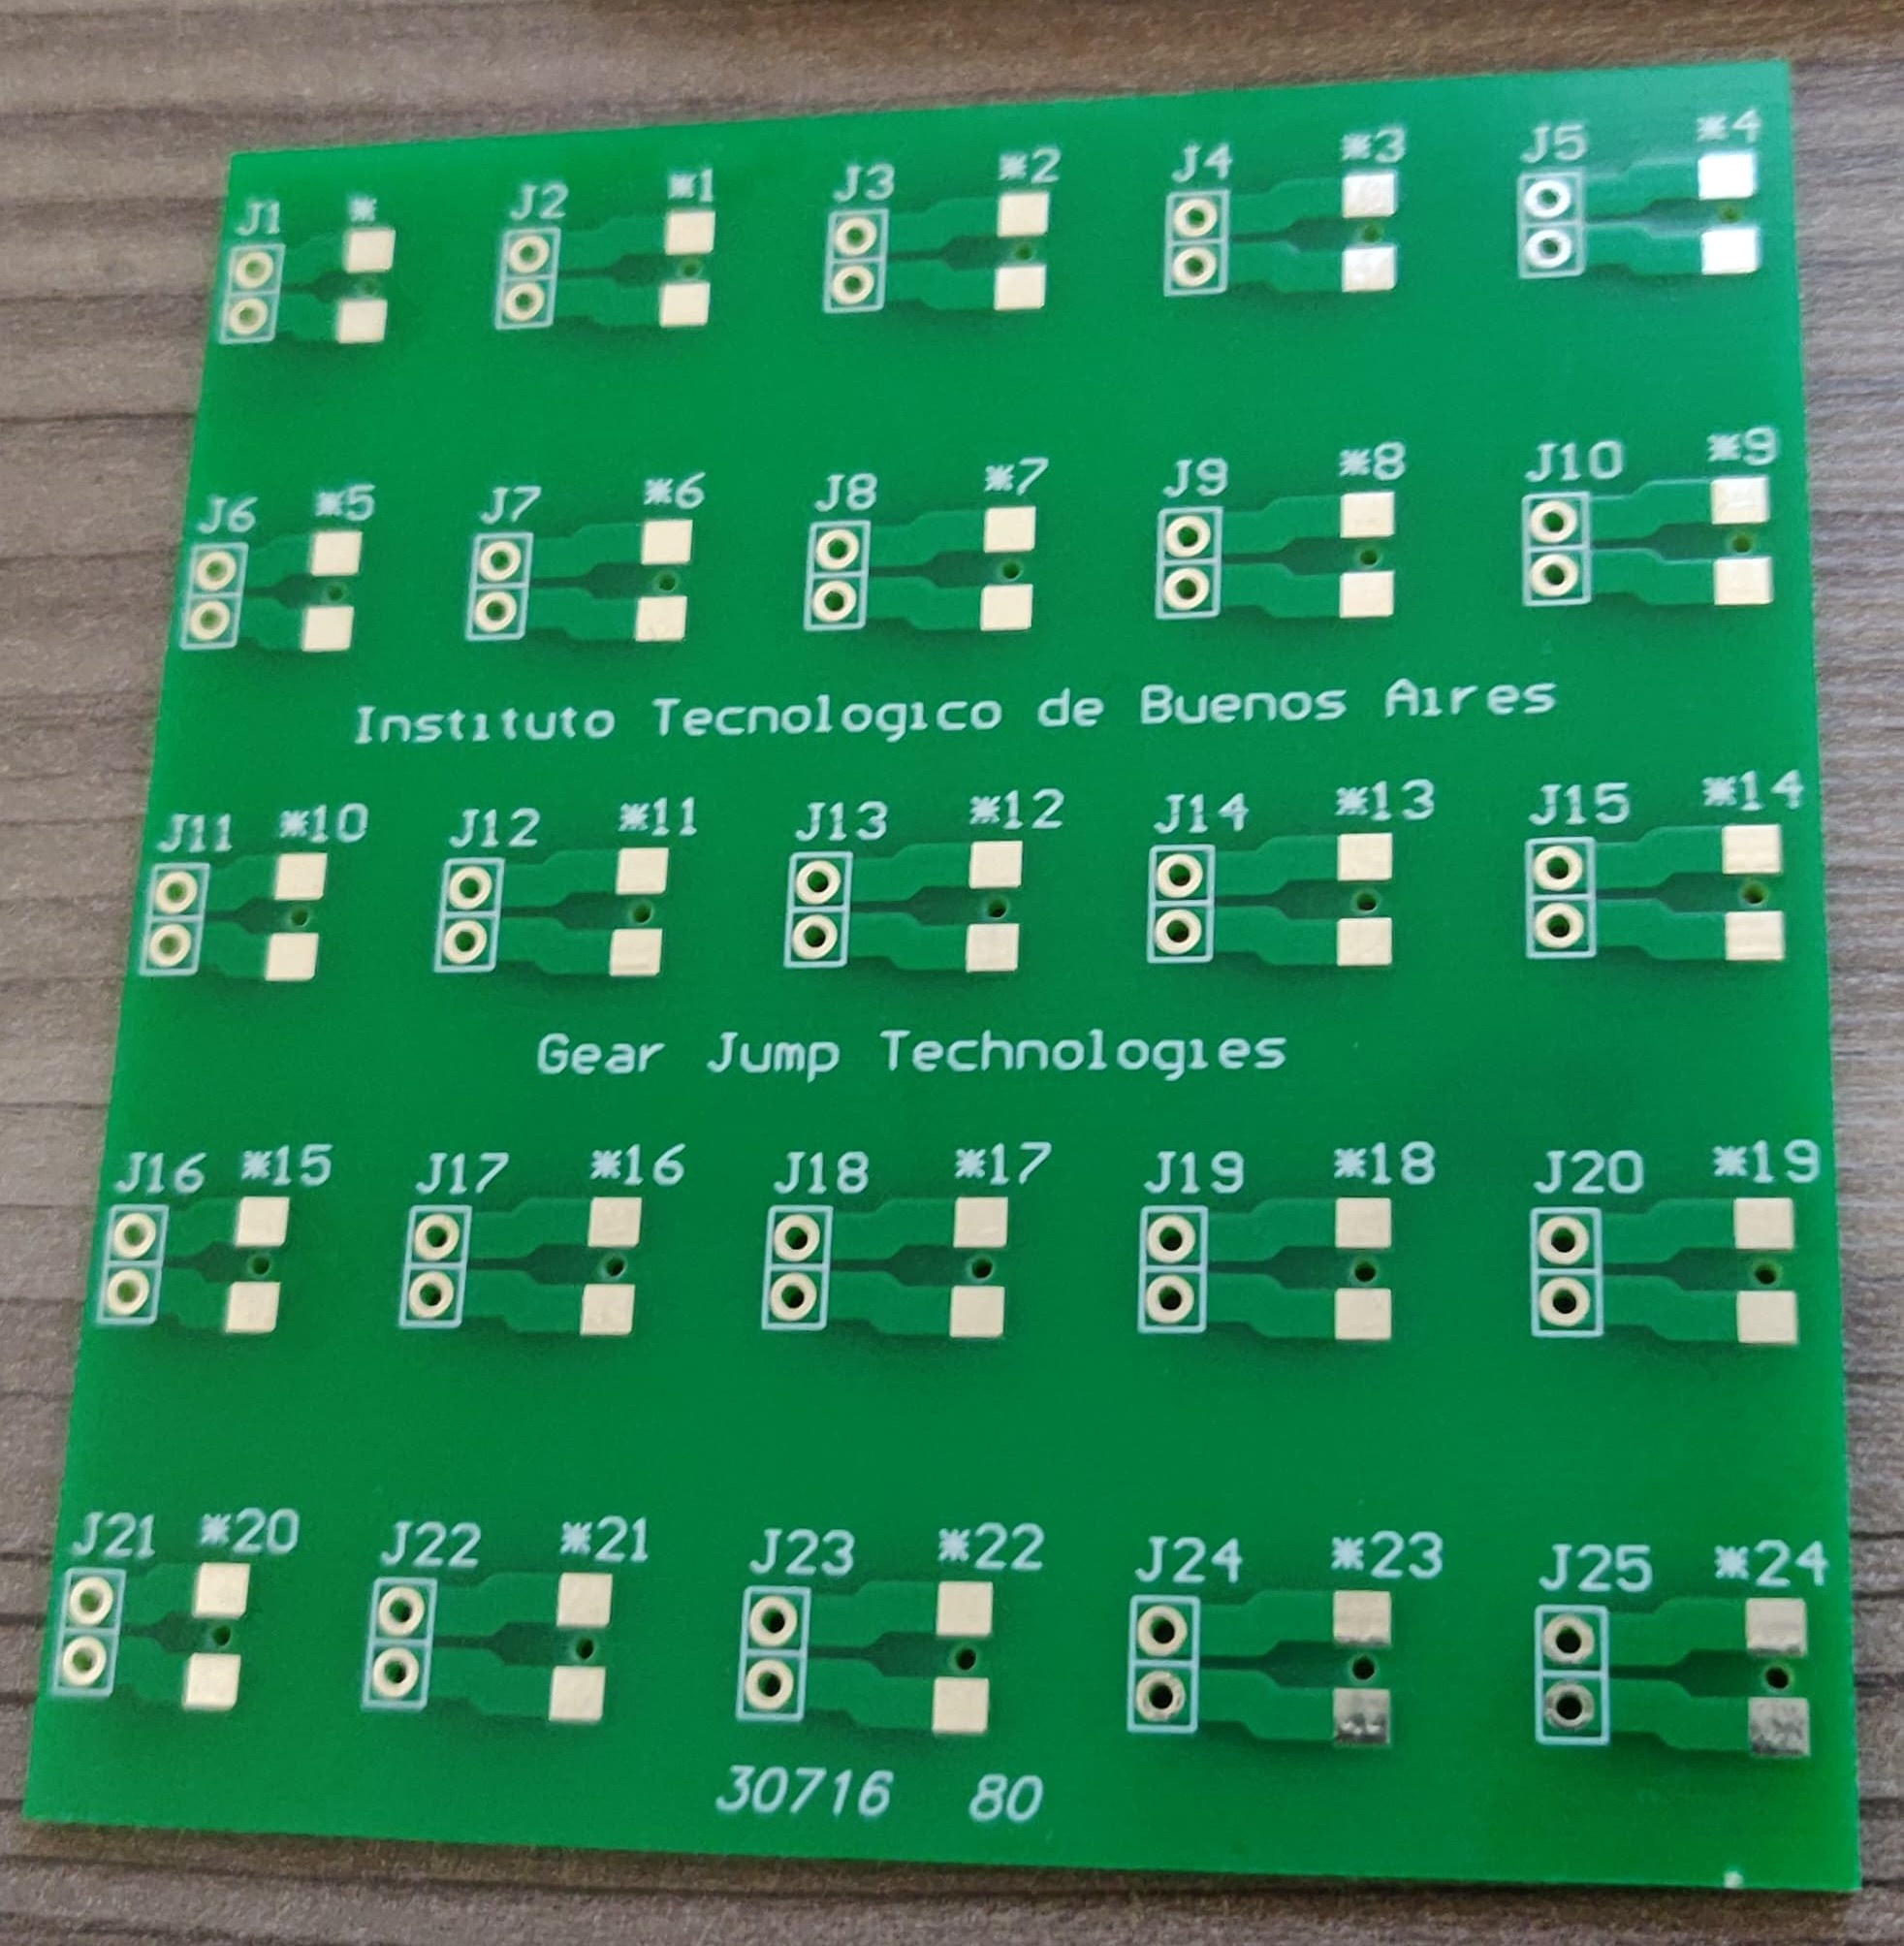 J1 * J2 *1 J3 *2 J4 *3 J5 *4
J6 *5 J7 *6 J8 *7 J9 *8 J10 *9
Instituto Tecnologico de Buenos Aires
J11 *10 J12 *11 J13 *12 J14 *13 J15 *14
Gear Jump Technologies
J16 *15 J17 *16 J18 *17 J19 *18 J20 *19
J21 *20 J22 *21 J23 *22 J24 *23 J25 *24
30716 80